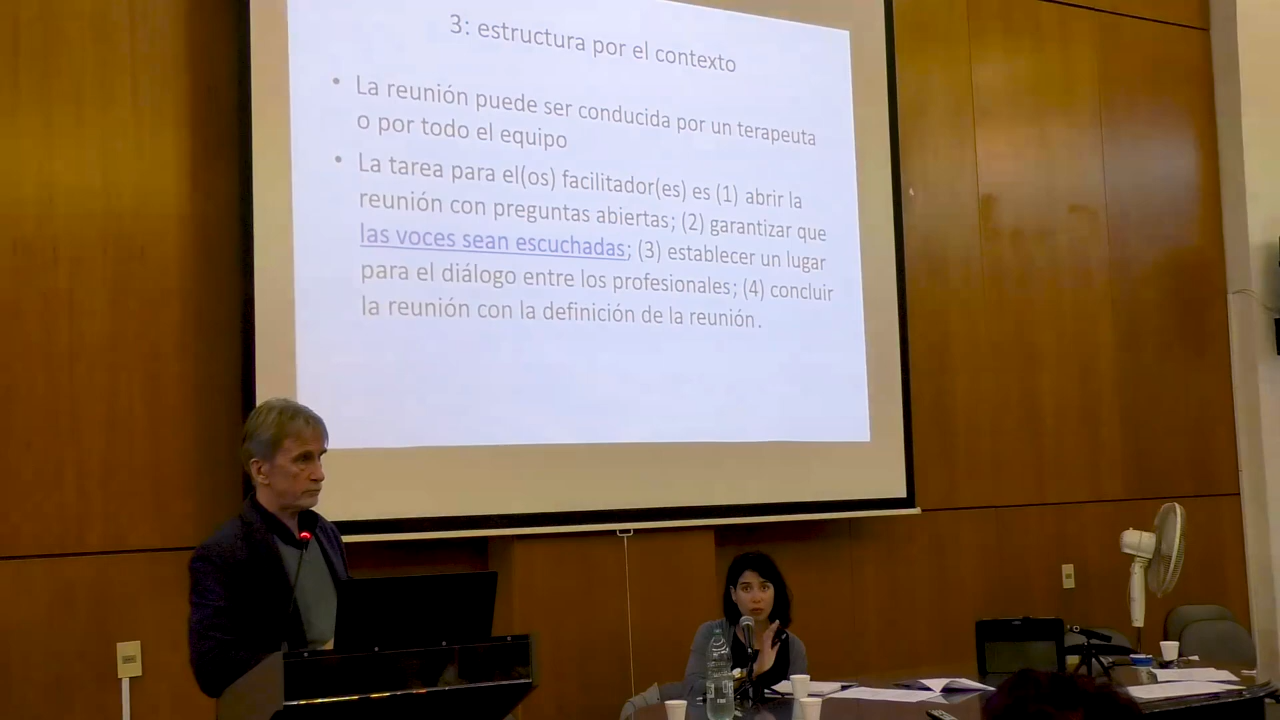 3: estructura por el contexto
• La reunión puede ser conducida por un terapeuta
o por todo el equipo
• La tarea para el(os) facilitador(es) es (1) abrir la
reunión con preguntas abiertas; (2) garantizar que
las voces sean escuchadas; (3) establecer un lugar
para el diálogo entre los profesionales; (4) concluir
la reunión con la definición de la reunión.